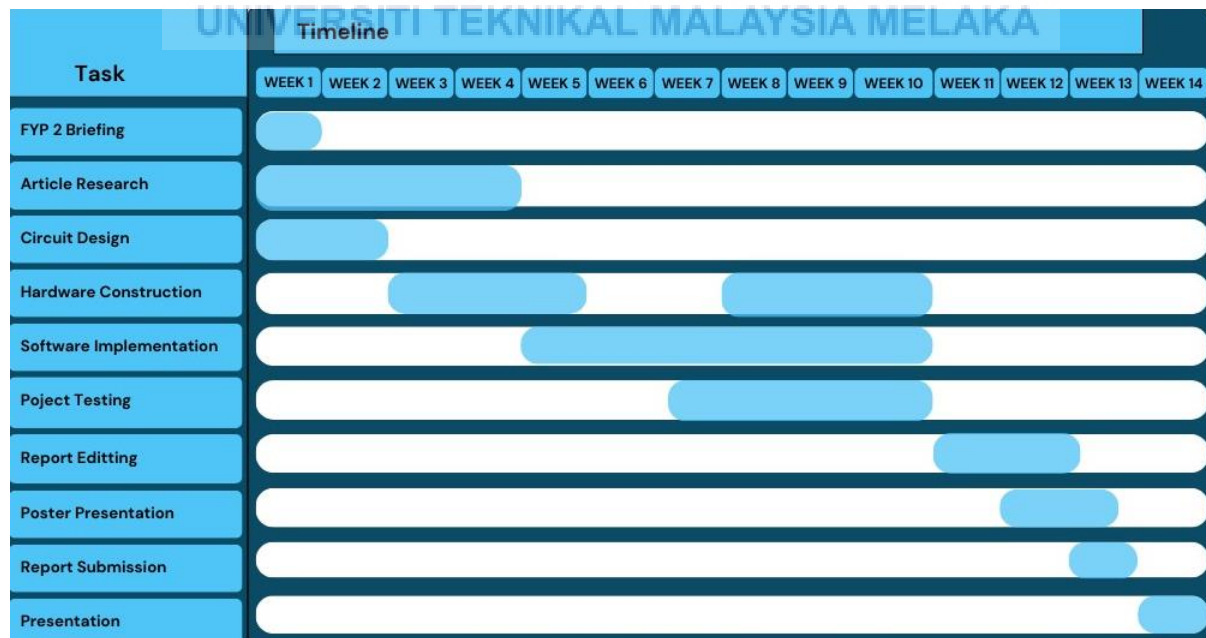 UNIVERSITI TEKNIKAL MALAYSIA MELAKA
Timeline
Task
WEEK 1 WEEK 2 WEEK 3 WEEK 4 WEEK 5 WEEK 6 WEEK 7 WEEK 8 WEEK 9 WEEK 10 WEEK 11 WEEK 12 WEEK 13 WEEK 14
FYP 2 Briefing
Article Research
Circuit Design
Hardware Construction
Software Implementation
Poject Testing
Report Editting
Poster Presentation
Report Submission
Presentation